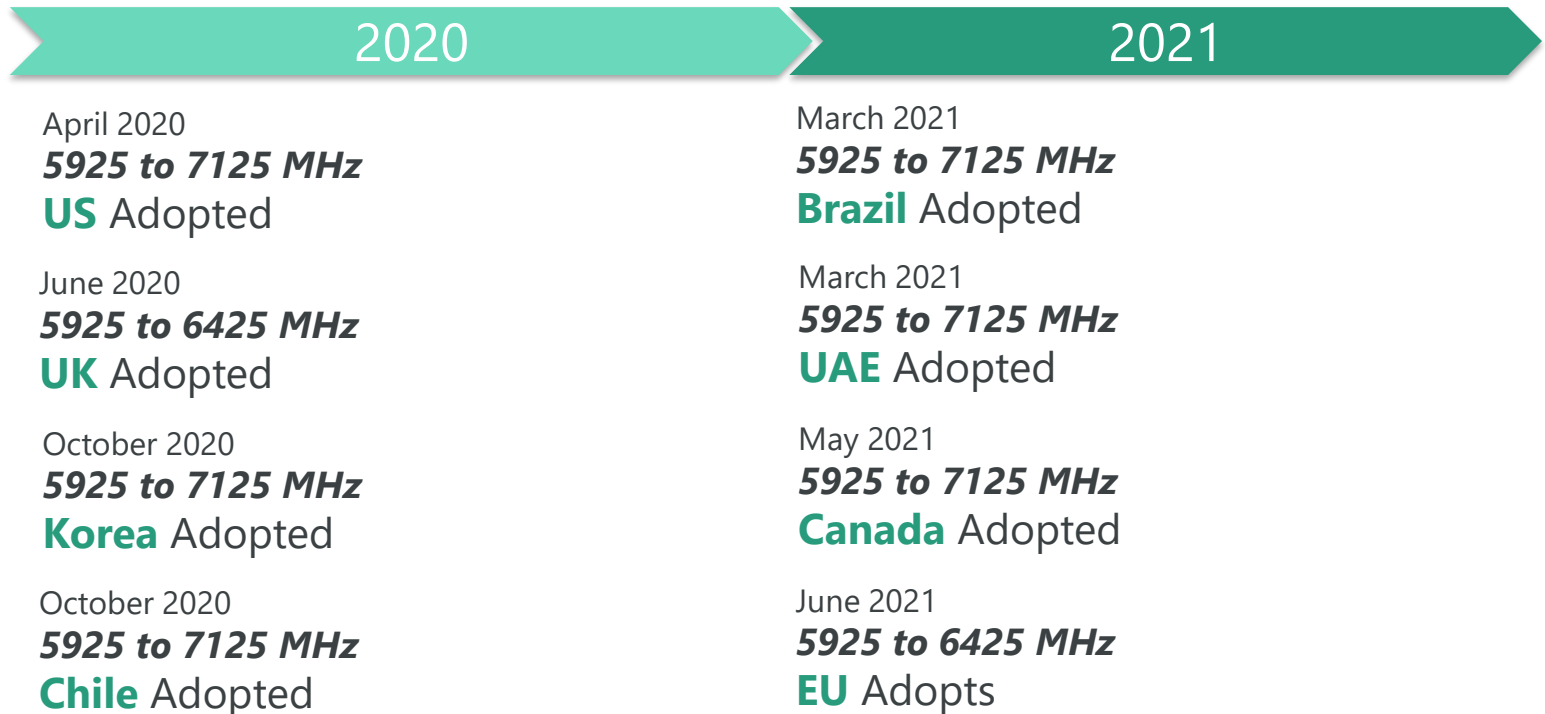 2020
April 2020
5925 to 7125 MHz
US Adopted
June 2020
5925 to 6425 MHz
UK Adopted
October 2020
5925 to 7125 MHz
Korea Adopted
October 2020
5925 to 7125 MHz
Chile Adopted
2021
March 2021
5925 to 7125 MHz
Brazil Adopted
March 2021
5925 to 7125 MHz
UAE Adopted
May 2021
5925 to 7125 MHz
Canada Adopted
June 2021
5925 to 6425 MHz
EU Adopts